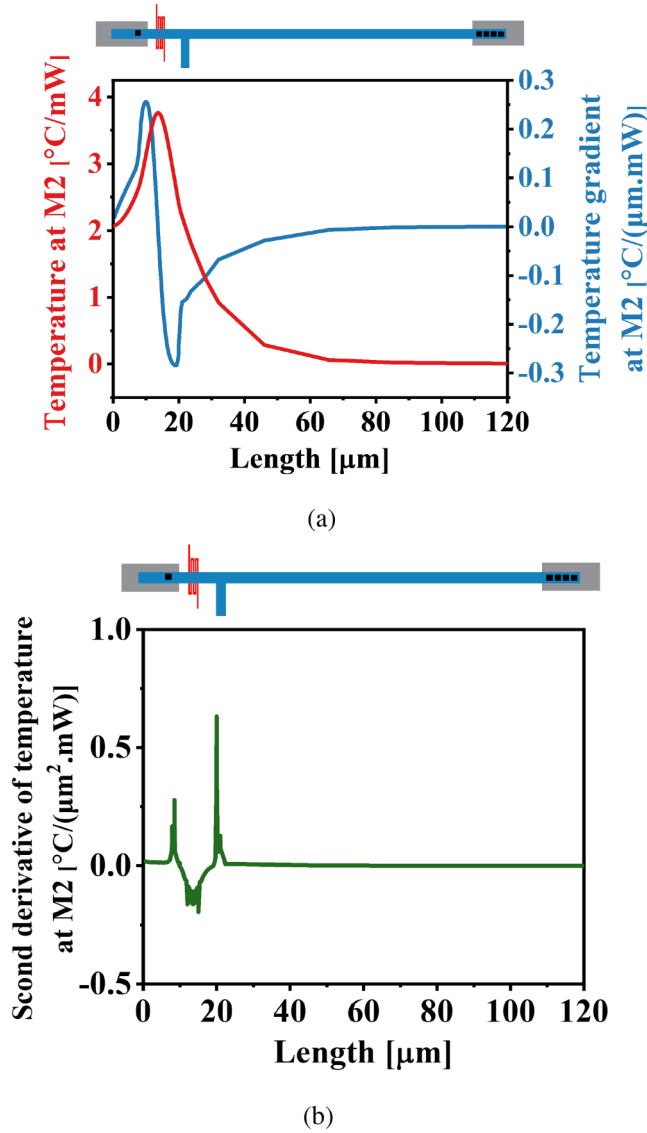 4
3
2
1
0
Temperature at M2 [°C/mW]
0.3
0.2
0.1
0.0
-0.1
-0.2
-0.3
Temperature gradient
at M2 [°C/(μm.mW)]
0 20 40 60 80 100 120
Length [μm]
(a)
1.0
0.5
0.0
-0.5
Scond derivative of temperature
at M2 [°C/(μm².mW)]
0 20 40 60 80 100 120
Length [μm]
(b)